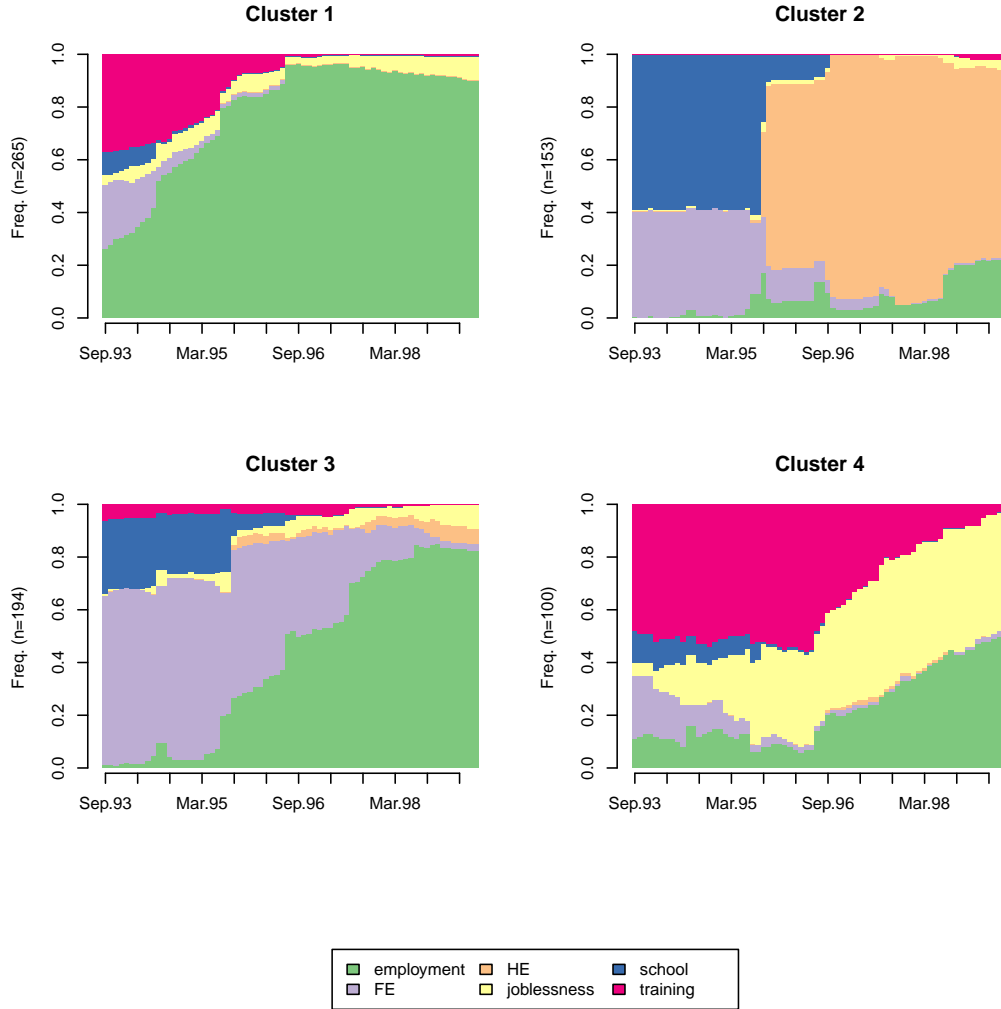 Cluster 1
Freq. (n=265)
0.0 0.2 0.4 0.6 0.8 1.0
Sep.93 Mar.95 Sep.96 Mar.98
Cluster 2
Freq. (n=153)
0.0 0.2 0.4 0.6 0.8 1.0
Sep.93 Mar.95 Sep.96 Mar.98
Cluster 3
Freq. (n=194)
0.0 0.2 0.4 0.6 0.8 1.0
Sep.93 Mar.95 Sep.96 Mar.98
Cluster 4
Freq. (n=100)
0.0 0.2 0.4 0.6 0.8 1.0
Sep.93 Mar.95 Sep.96 Mar.98
employment HE school
FE joblessness training